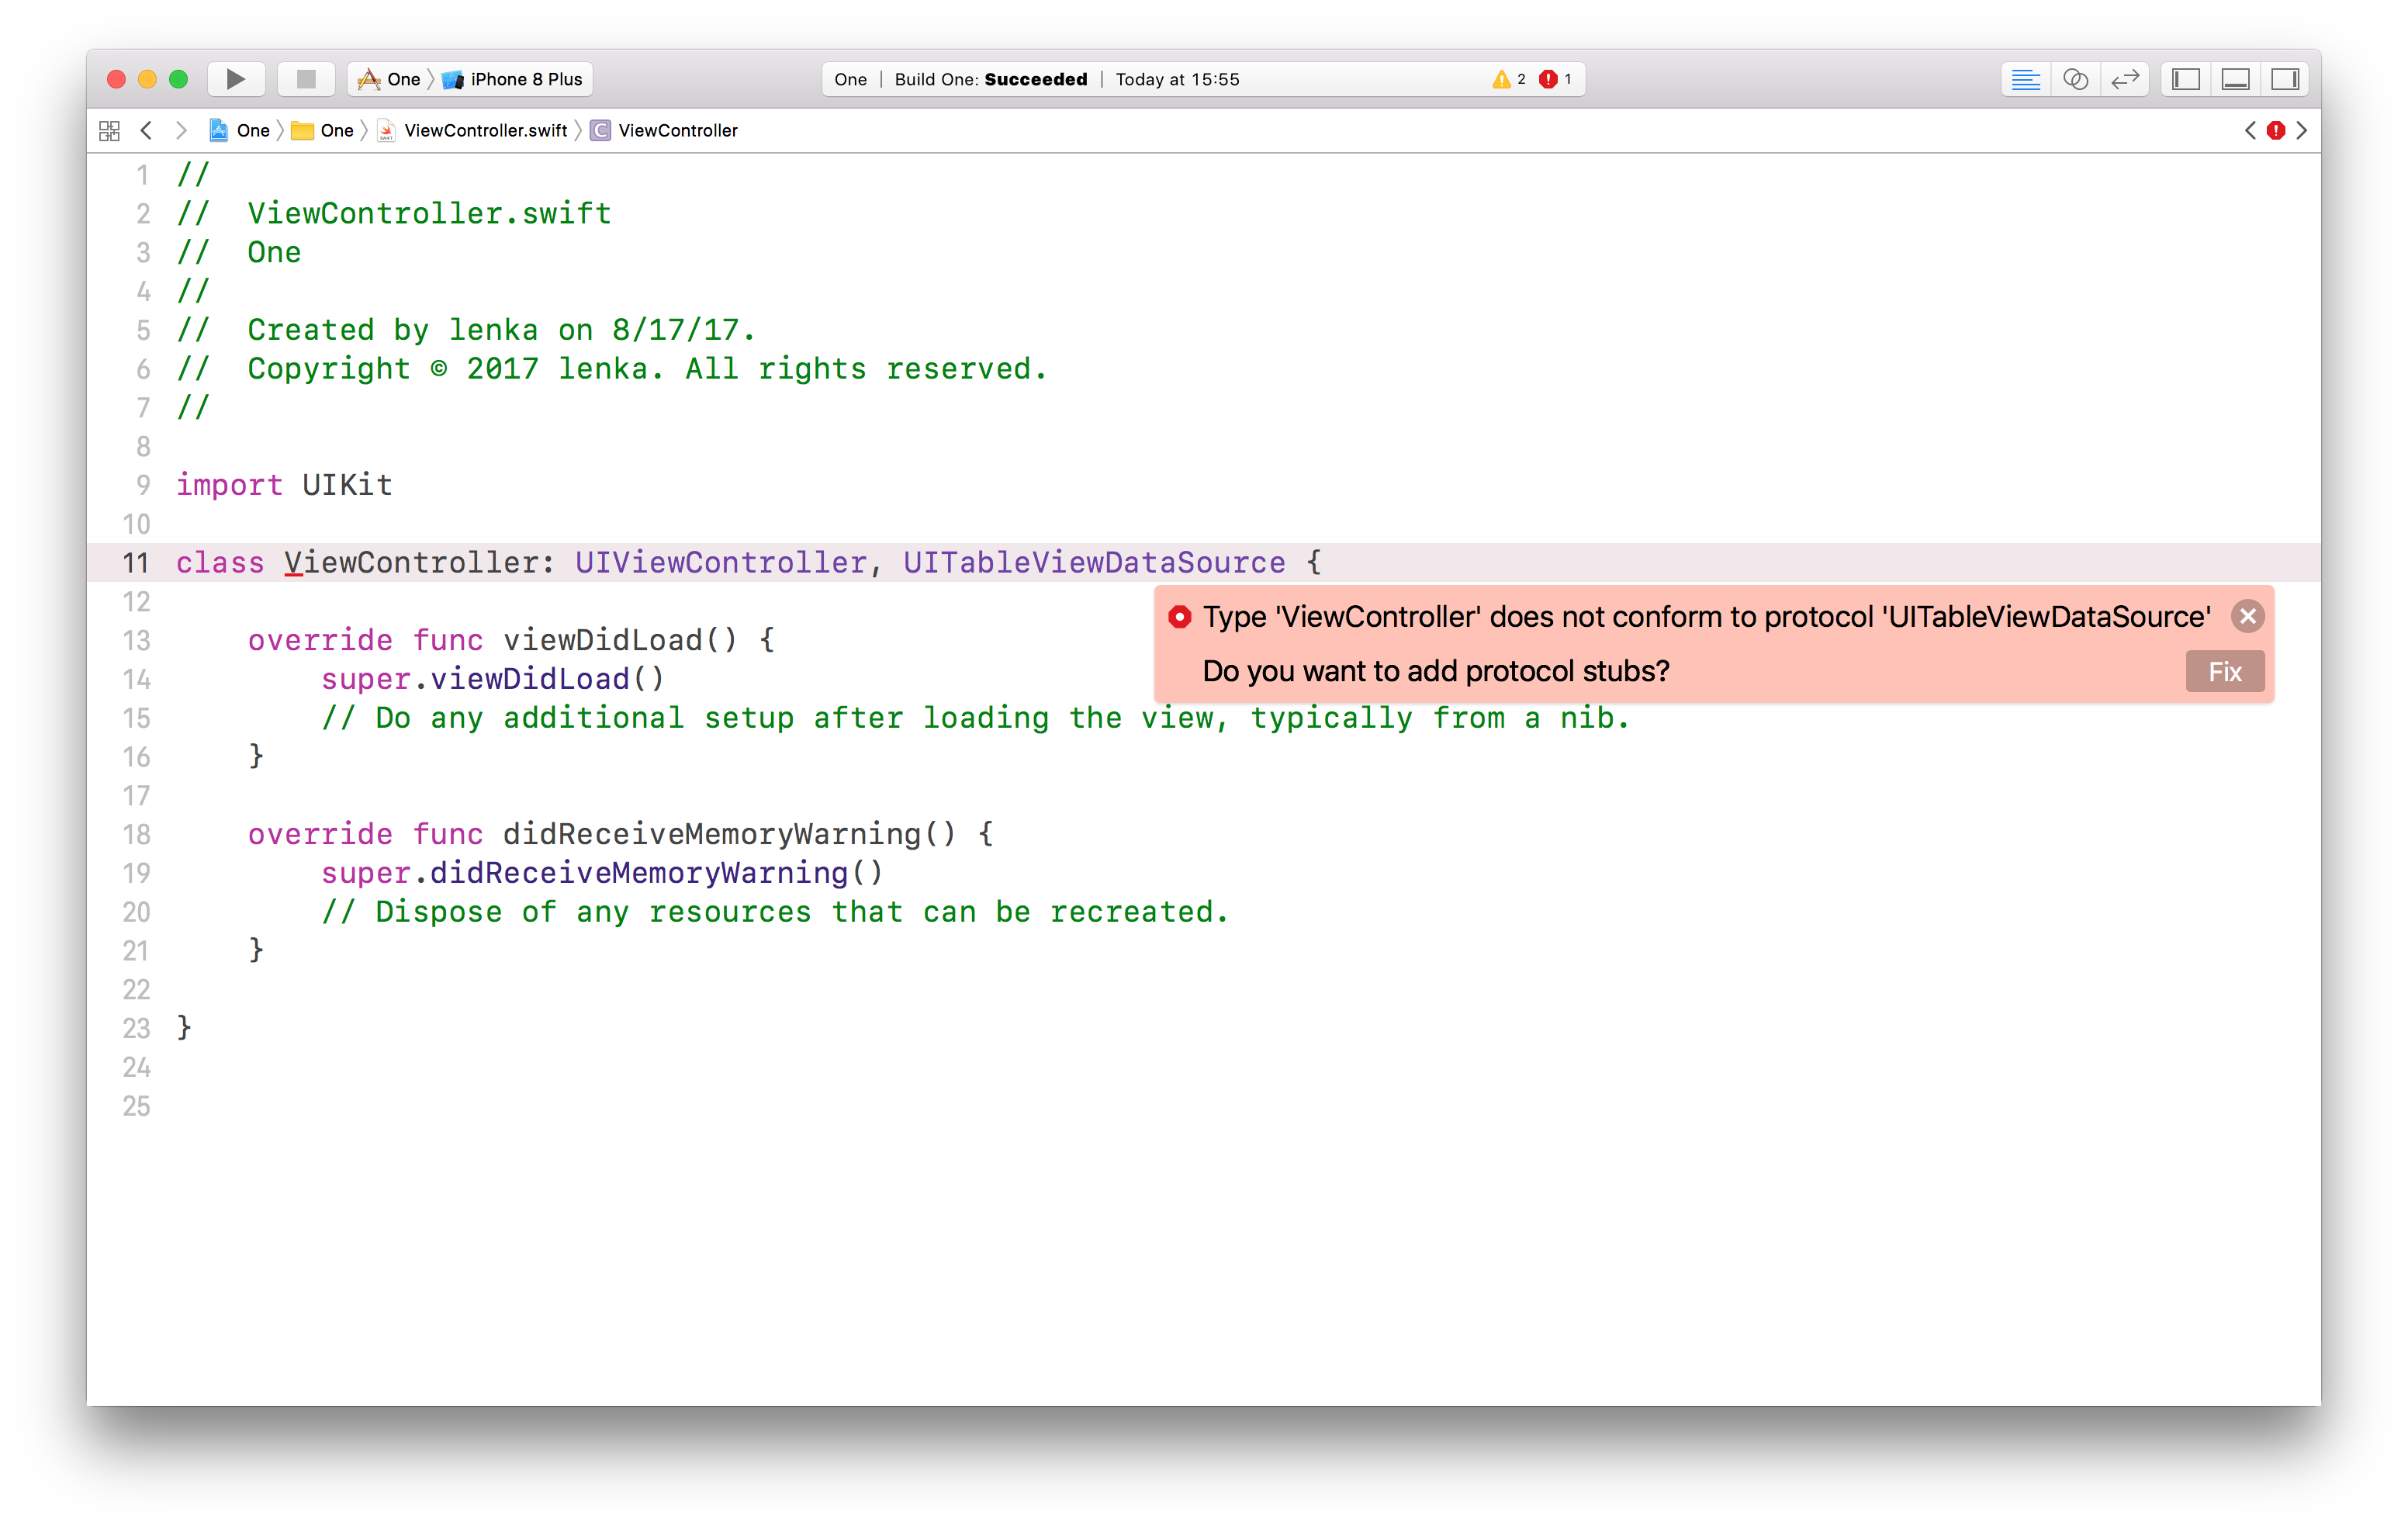 One iPhone 8 Plus One | Build One: Succeeded | Today at 15:55 2 1
One One ViewController.swift C ViewController
1 //
2 //  ViewController.swift
3 //  One
4 //
5 //  Created by lenka on 8/17/17.
6 //  Copyright © 2017 lenka. All rights reserved.
7 //
8
9 import UIKit
10
11 class ViewController: UIViewController, UITableViewDataSource {
Type 'ViewController' does not conform to protocol 'UITableViewDataSource'
Do you want to add protocol stubs? Fix
12
13     override func viewDidLoad() {
14         super.viewDidLoad()
15         // Do any additional setup after loading the view, typically from a nib.
16     }
17
18     override func didReceiveMemoryWarning() {
19         super.didReceiveMemoryWarning()
20         // Dispose of any resources that can be recreated.
21     }
22
23 }
24
25